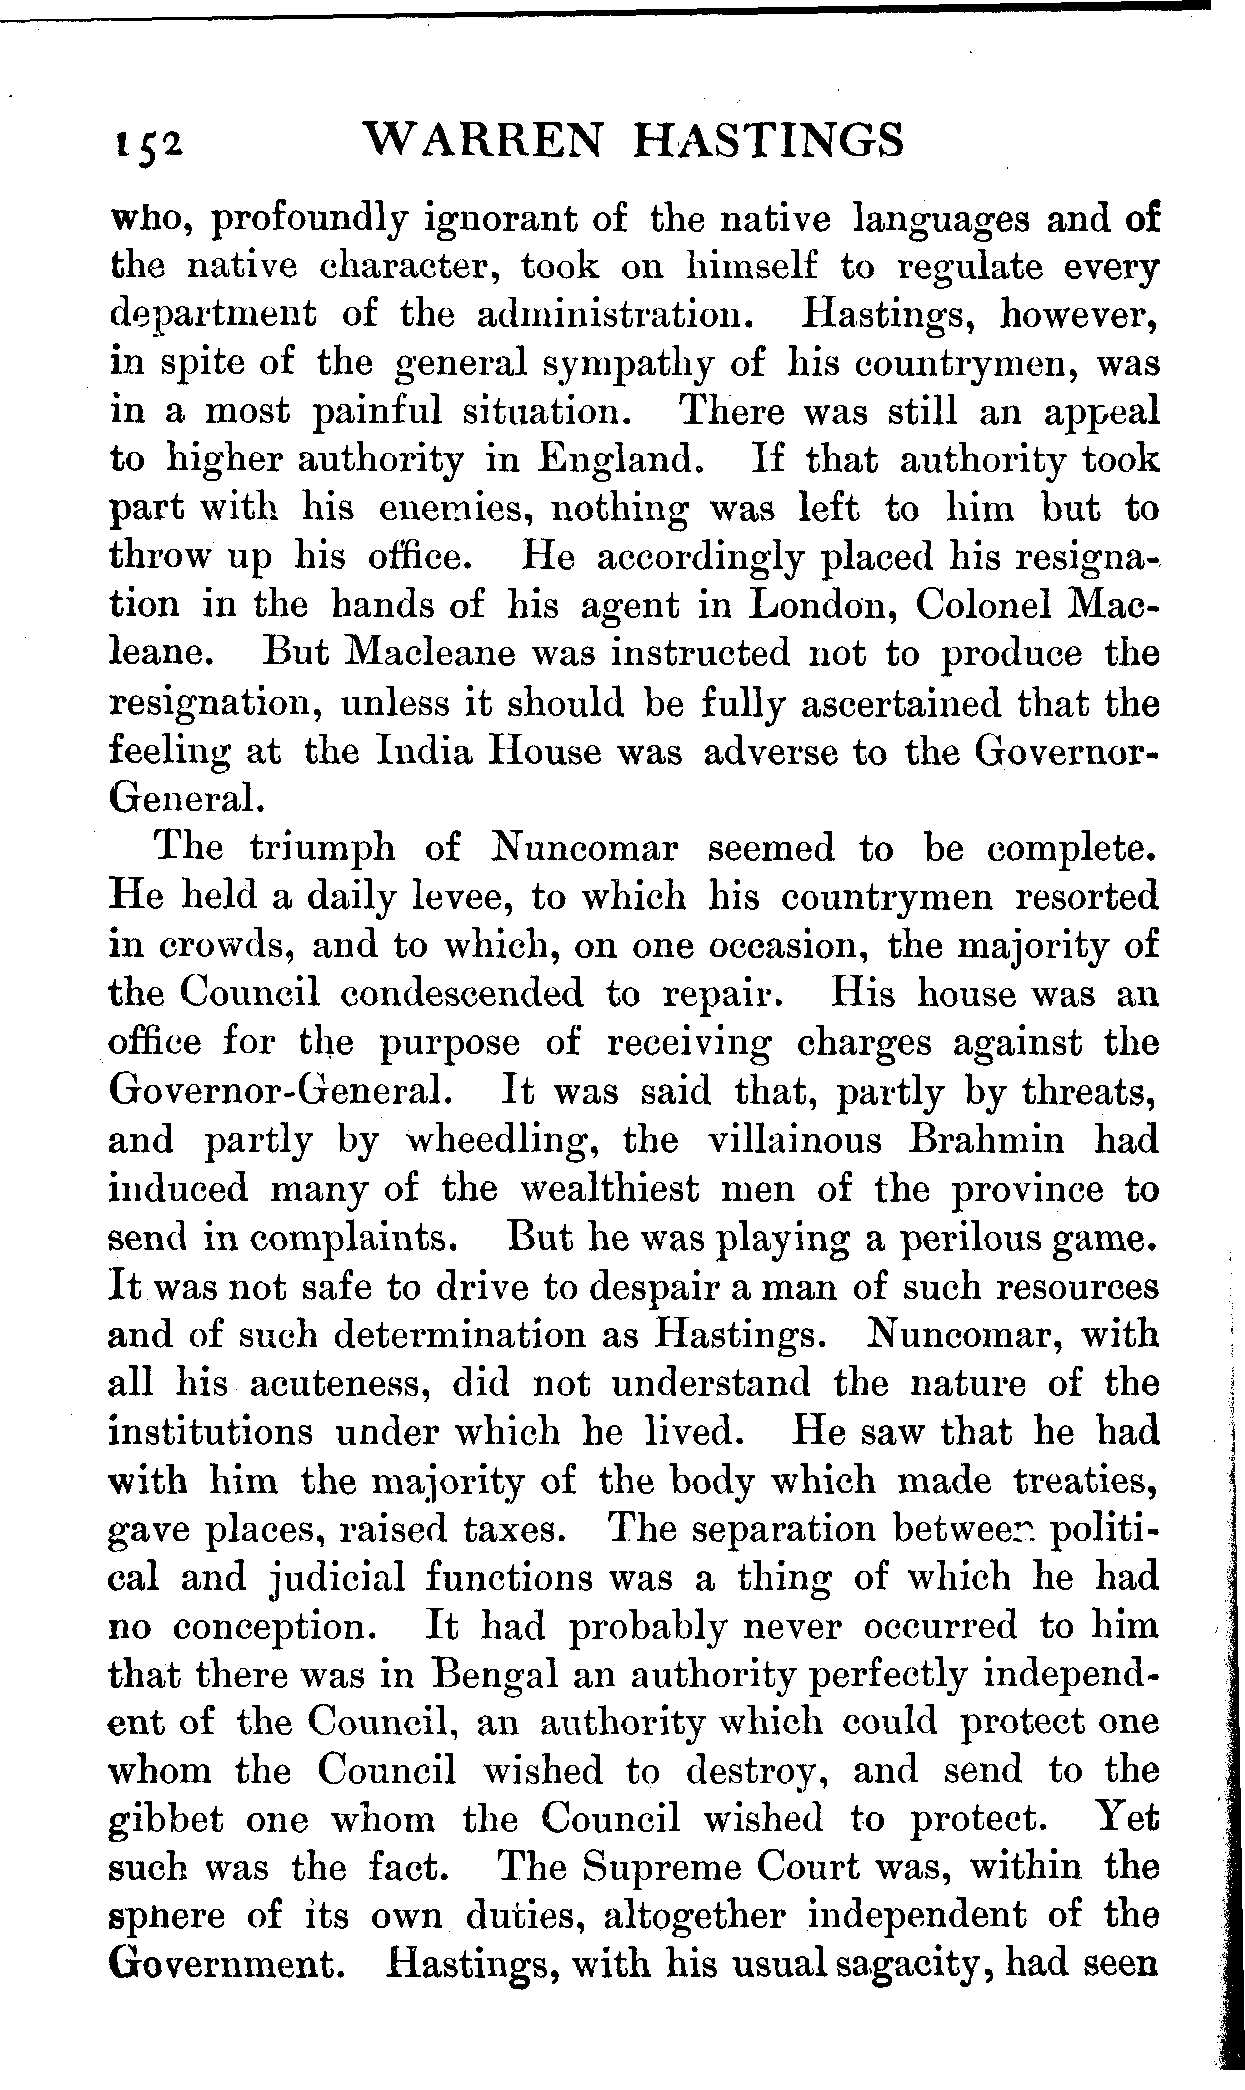 152 WARREN HASTINGS
who, profoundly ignorant of the native languages and of
the native character, took on himself to regulate every
department of the administration. Hastings, however,
in spite of the general sympathy of his countrymen, was
in a most painful situation. There was still an appeal
to higher authority in England. If that authority took
part with his enemies, nothing was left to him but to
throw up his office. He accordingly placed his resigna-
tion in the hands of his agent in London, Colonel Mac-
leane. But Macleane was instructed not to produce the
resignation, unless it should be fully ascertained that the
feeling at the India House was adverse to the Governor-
General.
The triumph of Nuncomar seemed to be complete.
He held a daily levee, to which his countrymen resorted
in crowds, and to which, on one occasion, the majority of
the Council condescended to repair. His house was an
office for the purpose of receiving charges against the
Governor-General. It was said that, partly by threats,
and partly by wheedling, the villainous Brahmin had
induced many of the wealthiest men of the province to
send in complaints. But he was playing a perilous game.
It was not safe to drive to despair a man of such resources
and of such determination as Hastings. Nuncomar, with
all his acuteness, did not understand the nature of the
institutions under which he lived. He saw that he had
with him the majority of the body which made treaties,
gave places, raised taxes. The separation between politi-
cal and judicial functions was a thing of which he had
no conception. It had probably never occurred to him
that there was in Bengal an authority perfectly independ-
ent of the Council, an authority which could protect one
whom the Council wished to destroy, and send to the
gibbet one whom the Council wished to protect. Yet
such was the fact. The Supreme Court was, within the
sphere of its own duties, altogether independent of the
Government. Hastings, with his usual sagacity, had seen